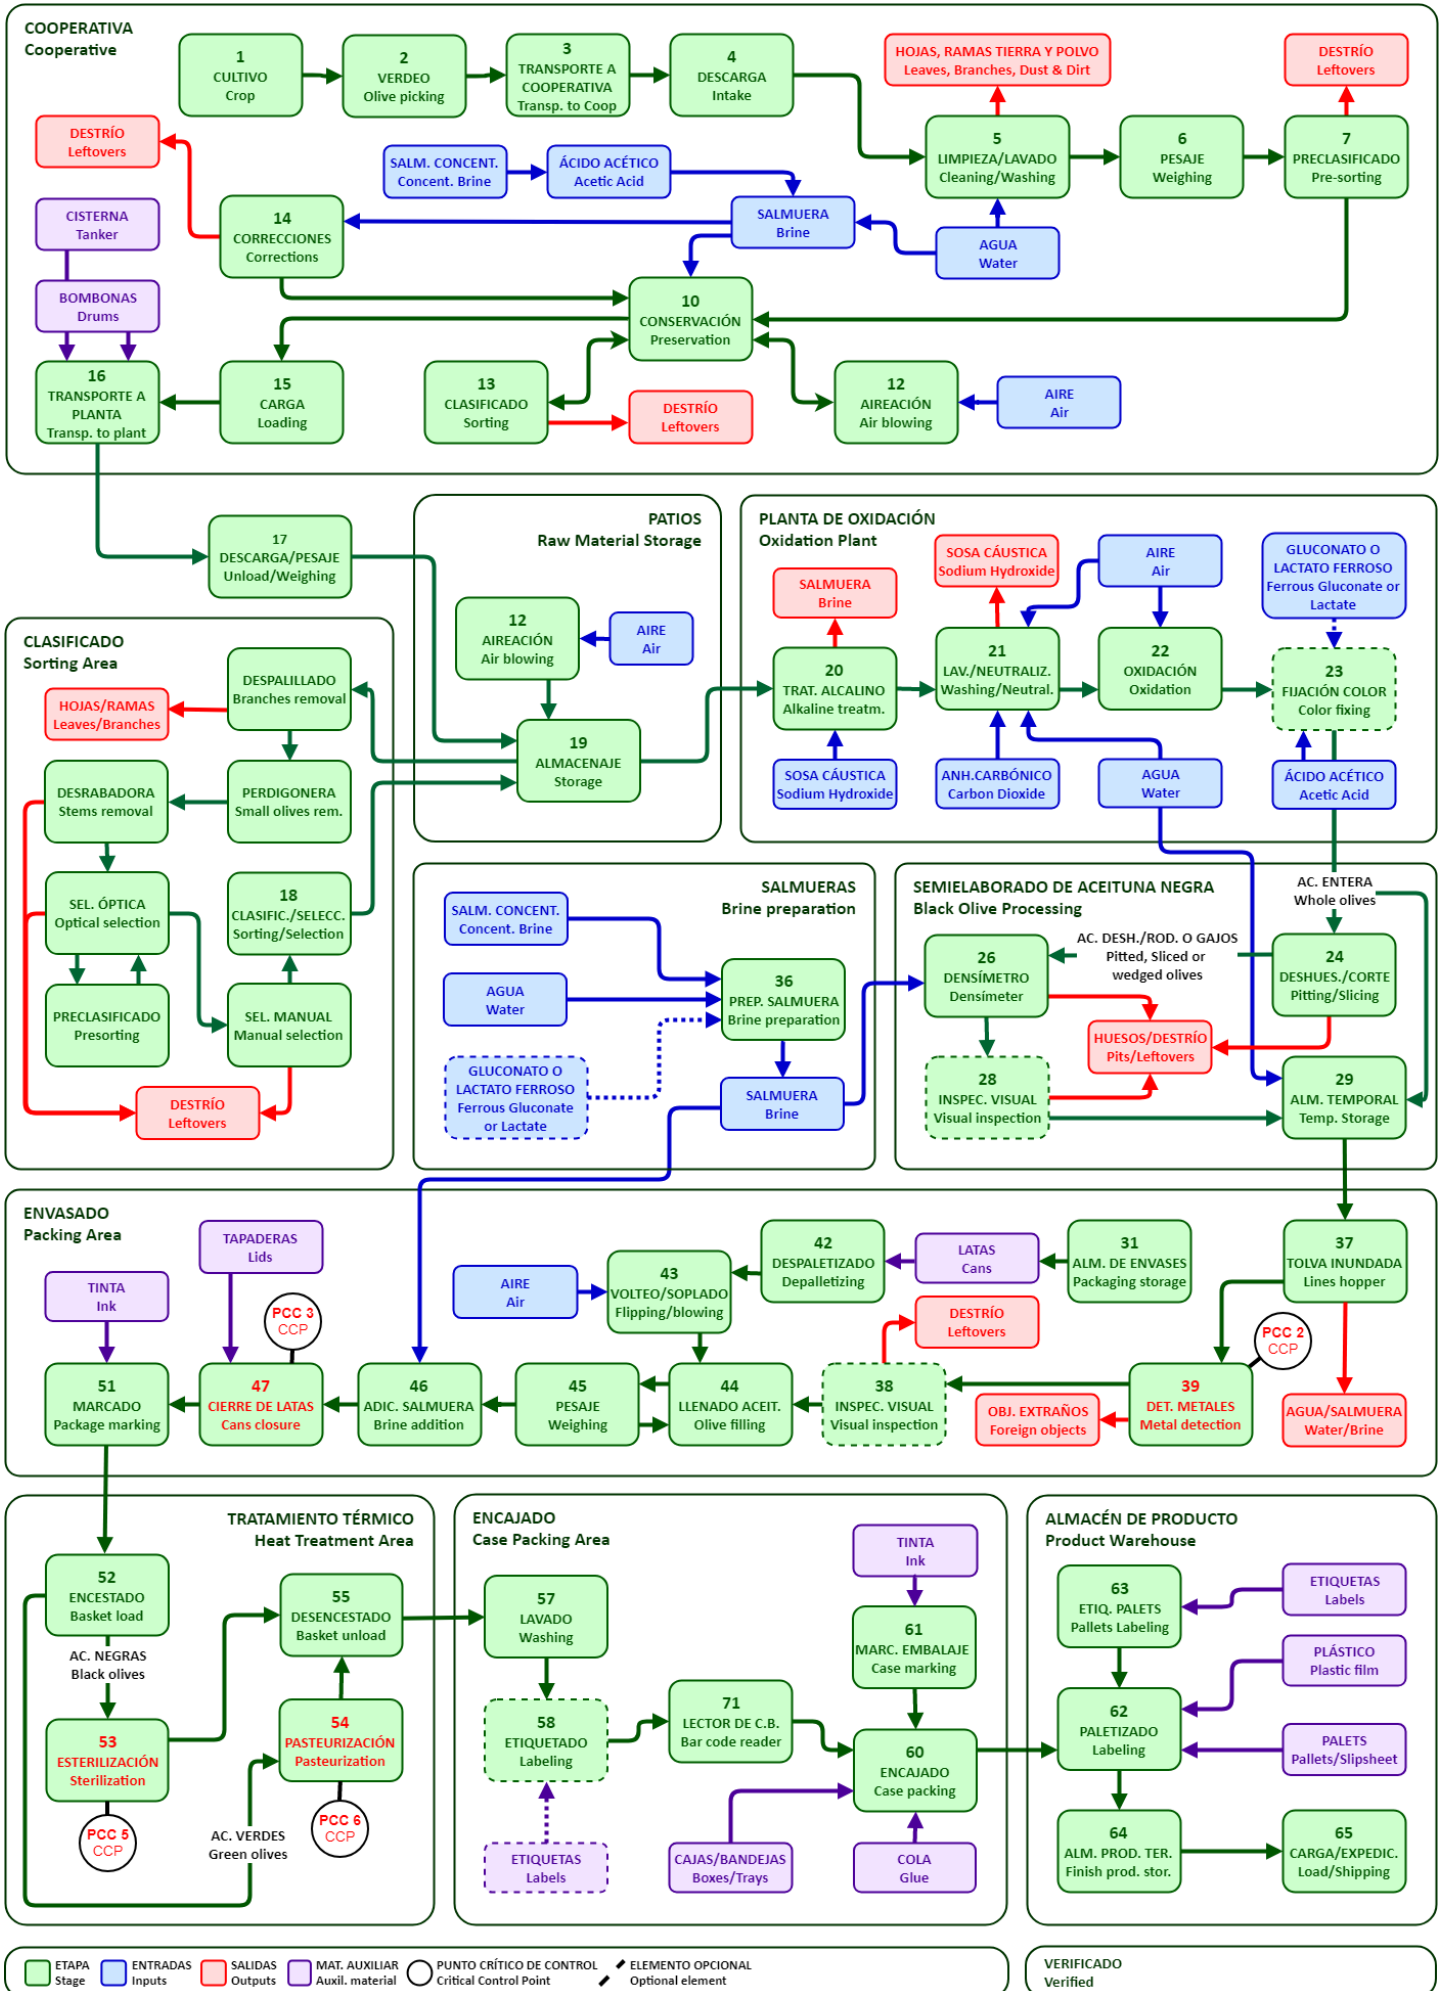 COOPERATIVA
Cooperative
1
CULTIVO
Crop
2
VERDEO
Olive picking
3
TRANSPORTE A
COOPERATIVA
Transp. to Coop
4
DESCARGA
Intake
HOJAS, RAMAS TIERRA Y POLVO
Leaves, Branches, Dust & Dirt
DESTRÍO
Leftovers
DESTRÍO
Leftovers
SALM. CONCENT.
Concent. Brine
ÁCIDO ACÉTICO
Acetic Acid
5
LIMPIEZA/LAVADO
Cleaning/Washing
6
PESAJE
Weighing
7
PRECLASIFICADO
Pre-sorting
CISTERNA
Tanker
14
CORRECCIONES
Corrections
SALMUERA
Brine
AGUA
Water
BOMBONAS
Drums
10
CONSERVACIÓN
Preservation
16
TRANSPORTE A
PLANTA
Transp. to plant
15
CARGA
Loading
13
CLASIFICADO
Sorting
DESTRÍO
Leftovers
12
AIREACIÓN
Air blowing
AIRE
Air
17
DESCARGA/PESAJE
Unload/Weighing
PATIOS
Raw Material Storage
12
AIREACIÓN
Air blowing
AIRE
Air
19
ALMACENAJE
Storage
PLANTA DE OXIDACIÓN
Oxidation Plant
SALMUERA
Brine
SOSA CÁUSTICA
Sodium Hydroxide
AIRE
Air
GLUCONATO O
LACTATO FERROSO
Ferrous Gluconate or
Lactate
20
TRAT. ALCALINO
Alkaline treatm.
21
LAV./NEUTRALIZ.
Washing/Neutral.
22
OXIDACIÓN
Oxidation
23
FIJACIÓN COLOR
Color fixing
SOSA CÁUSTICA
Sodium Hydroxide
ANH.CARBÓNICO
Carbon Dioxide
AGUA
Water
ÁCIDO ACÉTICO
Acetic Acid
CLASIFICADO
Sorting Area
HOJAS/RAMAS
Leaves/Branches
DESPALILLADO
Branches removal
DESRABADORA
Stems removal
PERDIGONERA
Small olives rem.
SEL. ÓPTICA
Optical selection
18
CLASIFIC./SELECC.
Sorting/Selection
PRECLASIFICADO
Presorting
SEL. MANUAL
Manual selection
DESTRÍO
Leftovers
SALMUERAS
Brine preparation
SALM. CONCENT.
Concent. Brine
AGUA
Water
GLUCONATO O
LACTATO FERROSO
Ferrous Gluconate
or Lactate
36
PREP. SALMUERA
Brine preparation
SALMUERA
Brine
SEMIELABORADO DE ACEITUNA NEGRA
Black Olive Processing
AC. ENTERA
Whole olives
26
DENSÍMETRO
Densímeter
AC. DESH./ROD. O GAJOS
Pitted, Sliced or
wedged olives
24
DESHUES./CORTE
Pitting/Slicing
HUESOS/DESTRÍO
Pits/Leftovers
28
INSPEC. VISUAL
Visual inspection
29
ALM. TEMPORAL
Temp. Storage
ENVASADO
Packing Area
TINTA
Ink
TAPADERAS
Lids
PCC 3
CCP
AIRE
Air
43
VOLTEO/SOPLADO
Flipping/blowing
42
DESPALETIZADO
Depalletizing
LATAS
Cans
31
ALM. DE ENVASES
Packaging storage
37
TOLVA INUNDADA
Lines hopper
DESTRÍO
Leftovers
PCC 2
CCP
51
MARCADO
Package marking
47
CIERRE DE LATAS
Cans closure
46
ADIC. SALMUERA
Brine addition
45
PESAJE
Weighing
44
LLENADO ACEIT.
Olive filling
38
INSPEC. VISUAL
Visual inspection
OBJ. EXTRAÑOS
Foreign objects
39
DET. METALES
Metal detection
AGUA/SALMUERA
Water/Brine
TRATAMIENTO TÉRMICO
Heat Treatment Area
52
ENCESTADO
Basket load
55
DESENCESTADO
Basket unload
AC. NEGRAS
Black olives
53
ESTERILIZACIÓN
Sterilization
54
PASTEURIZACIÓN
Pasteurization
PCC 5
CCP
PCC 6
CCP
AC. VERDES
Green olives
ENCAJADO
Case Packing Area
57
LAVADO
Washing
58
ETIQUETADO
Labeling
ETIQUETAS
Labels
71
LECTOR DE C.B.
Bar code reader
TINTA
Ink
61
MARC. EMBALAJE
Case marking
60
ENCAJADO
Case packing
CAJAS/BANDEJAS
Boxes/Trays
COLA
Glue
ALMACÉN DE PRODUCTO
Product Warehouse
63
ETIQ. PALETS
Pallets Labeling
ETIQUETAS
Labels
PLÁSTICO
Plastic film
62
PALETIZADO
Labeling
PALETS
Pallets/Slipsheet
64
ALM. PROD. TER.
Finish prod. stor.
65
CARGA/EXPEDIC.
Load/Shipping
ETAPA
Stage
ENTRADAS
Inputs
SALIDAS
Outputs
MAT. AUXILIAR
Auxil. material
PUNTO CRÍTICO DE CONTROL
Critical Control Point
ELEMENTO OPCIONAL
Optional element
VERIFICADO
Verified